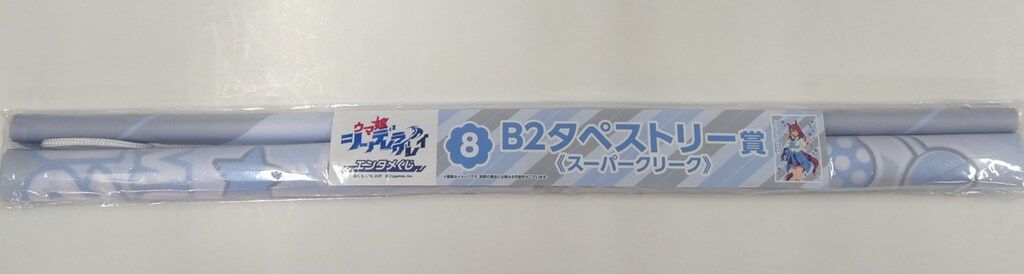 ウマ娘
シンデレラグレイ
エンタメくじ
8 B2タペストリー賞
《スーパークリーク》